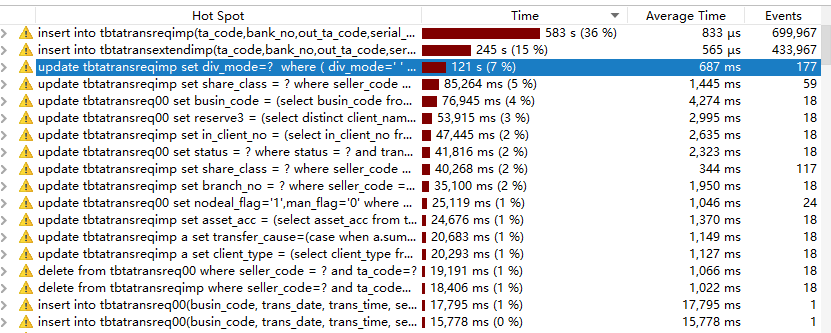 Hot Spot Time Average Time Events
insert into tbtatransreqimp(ta_code,bank_no,out_ta_code,serial_... 583 s (36 %) 833 µs 699,967
insert into tbtatransextendimp(ta_code,bank_no,out_ta_code,ser... 245 s (15 %) 565 µs 433,967
update tbtatransreqimp set div_mode=?  where ( div_mode=' ' ... 121 s (7 %) 687 ms 177
update tbtatransreqimp set share_class = ? where seller_code ... 85,264 ms (5 %) 1,445 ms 59
update tbtatransreq00 set busin_code = (select busin_code fro... 76,945 ms (4 %) 4,274 ms 18
update tbtatransreq00 set reserve3 = (select distinct client_nam... 53,915 ms (3 %) 2,995 ms 18
update tbtatransreqimp set in_client_no = (select in_client_no fr... 47,445 ms (2 %) 2,635 ms 18
update tbtatransreq00 set status = ? where status = ? and tran... 41,816 ms (2 %) 2,323 ms 18
update tbtatransreqimp set share_class = ? where seller_code ... 40,268 ms (2 %) 344 ms 117
update tbtatransreqimp set branch_no = ? where seller_code =... 35,100 ms (2 %) 1,950 ms 18
update tbtatransreq00 set nodeal_flag='1',man_flag='0' where ... 25,119 ms (1 %) 1,046 ms 24
update tbtatransreqimp set asset_acc = (select asset_acc from t... 24,676 ms (1 %) 1,370 ms 18
update tbtatransreqimp a set transfer_cause=(case when a.sum... 20,683 ms (1 %) 1,149 ms 18
update tbtatransreqimp a set client_type = (select client_type f... 20,293 ms (1 %) 1,127 ms 18
delete from tbtatransreq00 where seller_code = ? and ta_code=? 19,191 ms (1 %) 1,066 ms 18
delete from tbtatransreqimp where seller_code=? and ta_code... 18,406 ms (1 %) 1,022 ms 18
insert into tbtatransreq00(busin_code, trans_date, trans_time, se... 17,795 ms (1 %) 17,795 ms 1
insert into tbtatransreq00(busin_code, trans_date, trans_time, se... 15,778 ms (0 %) 15,778 ms 1